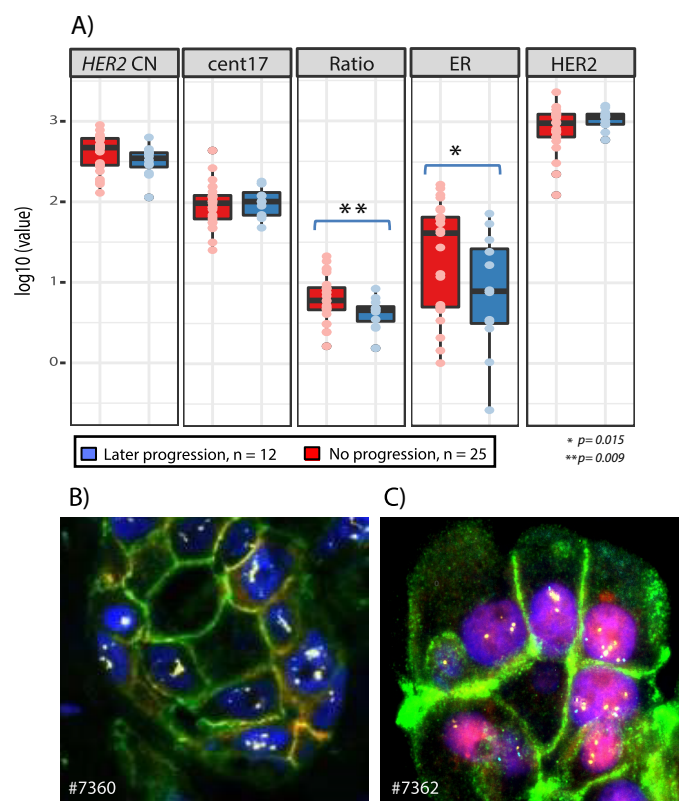 A)
HER2 CN cent17 Ratio ER HER2
log10 (value)
3
2
1
0
**
*
Later progression, n = 12 No progression, n = 25
* p= 0.015
**p= 0.009
B) C)
#7360 #7362